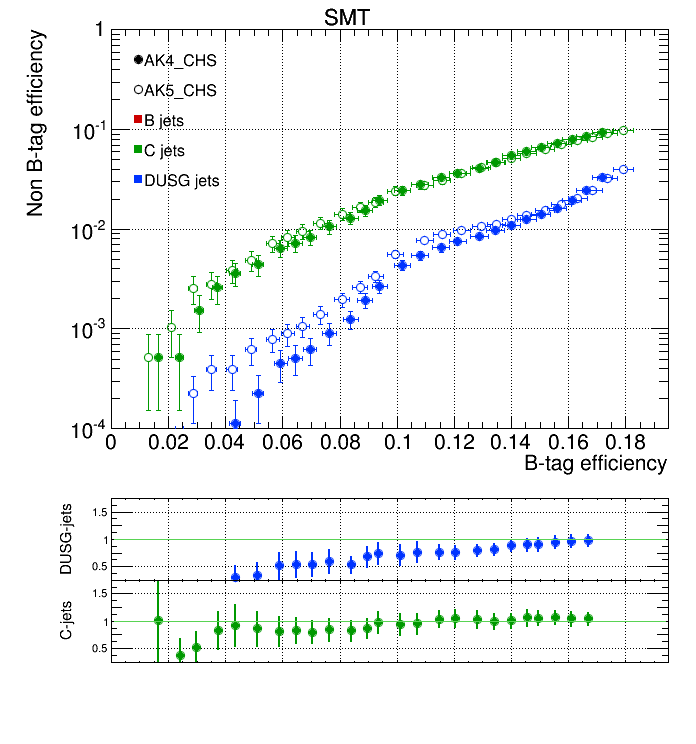 SMT
Non B-tag efficiency
1
10^-1
10^-2
10^-3
10^-4
AK4_CHS
AK5_CHS
B jets
C jets
DUSG jets
0 0.02 0.04 0.06 0.08 0.1 0.12 0.14 0.16 0.18
B-tag efficiency
DUSG-jets
1.5
1
0.5
C-jets
1.5
1
0.5